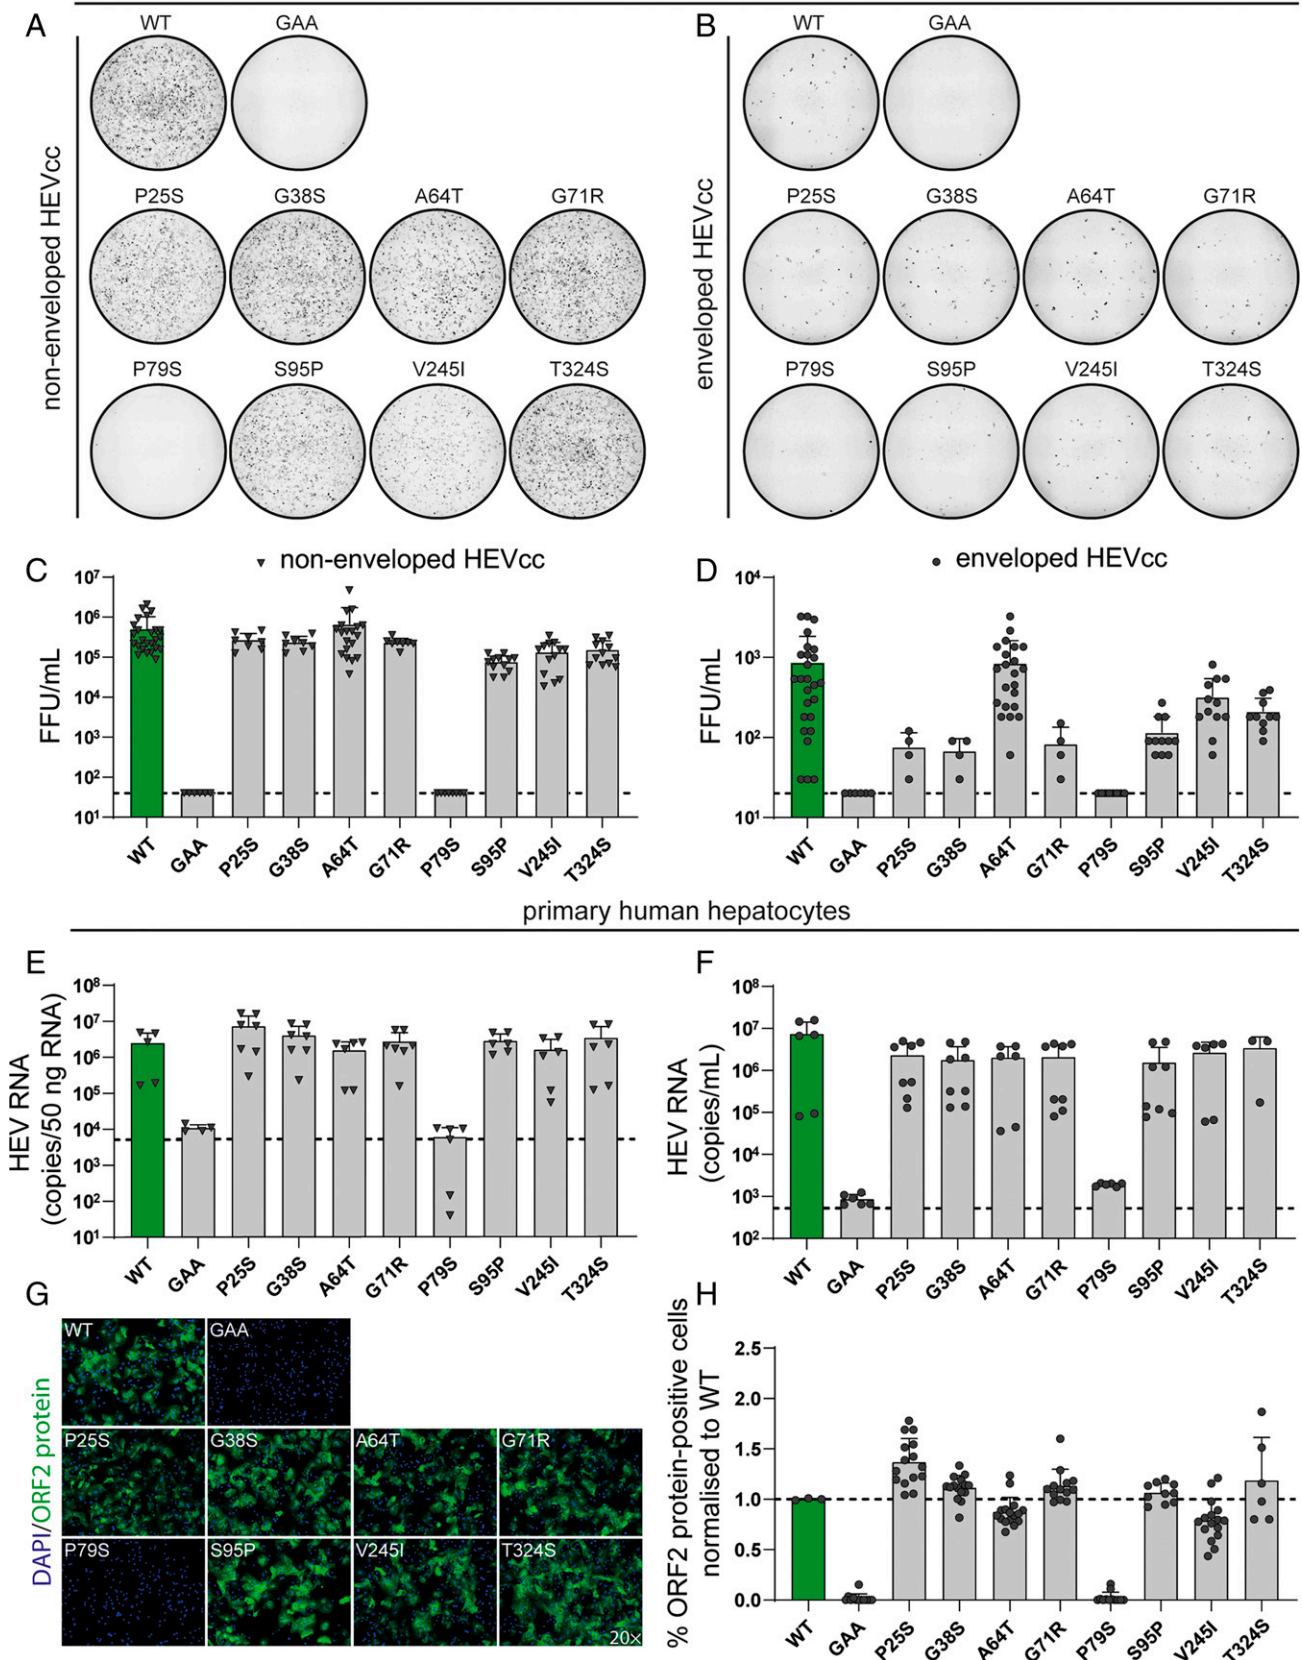 A
WT
GAA
non-enveloped HEVcc
P25S
G38S
A64T
G71R
P79S
S95P
V245I
T324S
B
WT
GAA
enveloped HEVcc
P25S
G38S
A64T
G71R
P79S
S95P
V245I
T324S
C
non-enveloped HEVcc
FFU/mL
10⁷
10⁶
10⁵
10⁴
10³
10²
10¹
WT
GAA
P25S
G38S
A64T
G71R
P79S
S95P
V245I
T324S
D
enveloped HEVcc
FFU/mL
10⁴
10³
10²
10¹
WT
GAA
P25S
G38S
A64T
G71R
P79S
S95P
V245I
T324S
primary human hepatocytes
E
HEV RNA
(copies/50 ng RNA)
10⁸
10⁷
10⁶
10⁵
10⁴
10³
10²
10¹
WT
GAA
P25S
G38S
A64T
G71R
P79S
S95P
V245I
T324S
F
HEV RNA
(copies/mL)
10⁸
10⁷
10⁶
10⁵
10⁴
10³
10²
WT
GAA
P25S
G38S
A64T
G71R
P79S
S95P
V245I
T324S
G
DAPI/ORF2 protein
WT
GAA
P25S
G38S
A64T
G71R
P79S
S95P
V245I
T324S
20×
H
% ORF2 protein-positive cells
normalised to WT
2.5
2.0
1.5
1.0
0.5
0.0
WT
GAA
P25S
G38S
A64T
G71R
P79S
S95P
V245I
T324S